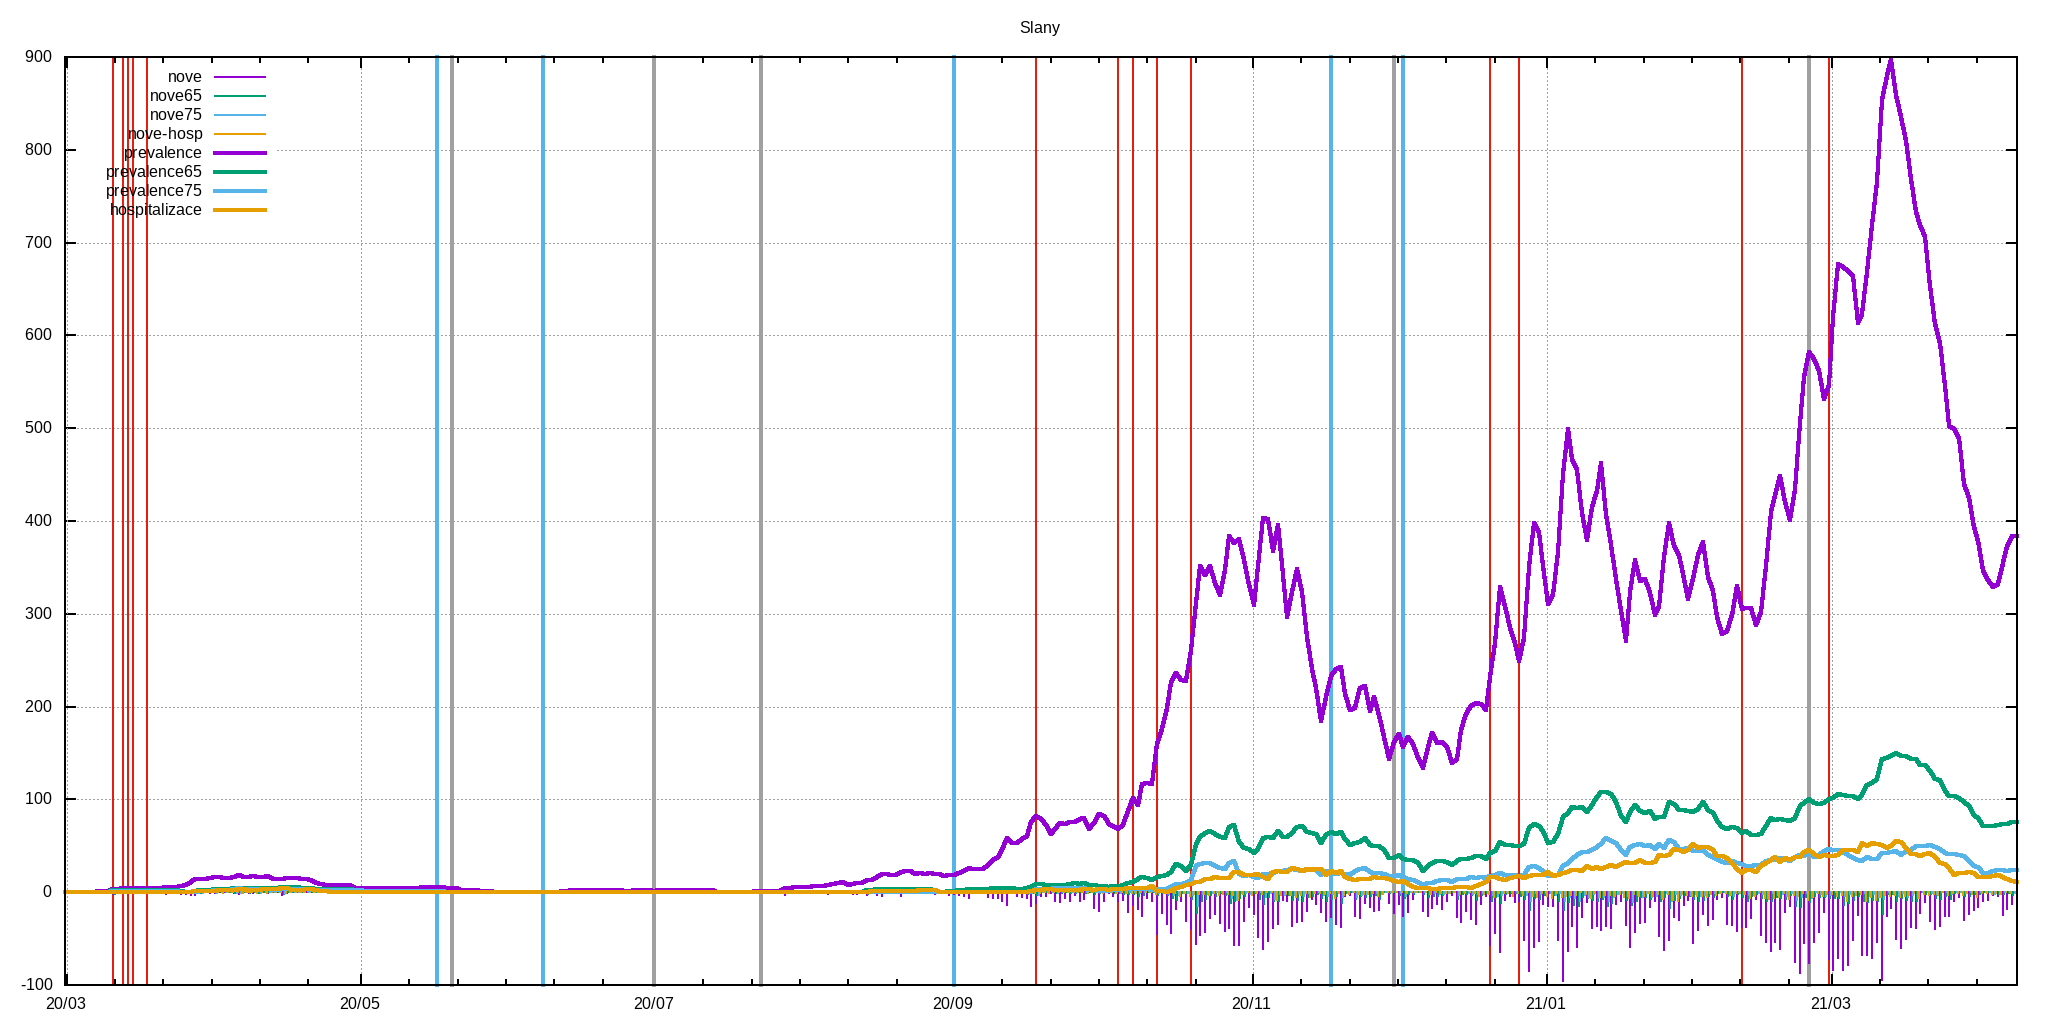 Slany
900
800
700
600
500
400
300
200
100
0
-100
nove
nove65
nove75
nove-hosp
prevalence
prevalence65
prevalence75
hospitalizace
20/03 20/05 20/07 20/09 20/11 21/01 21/03